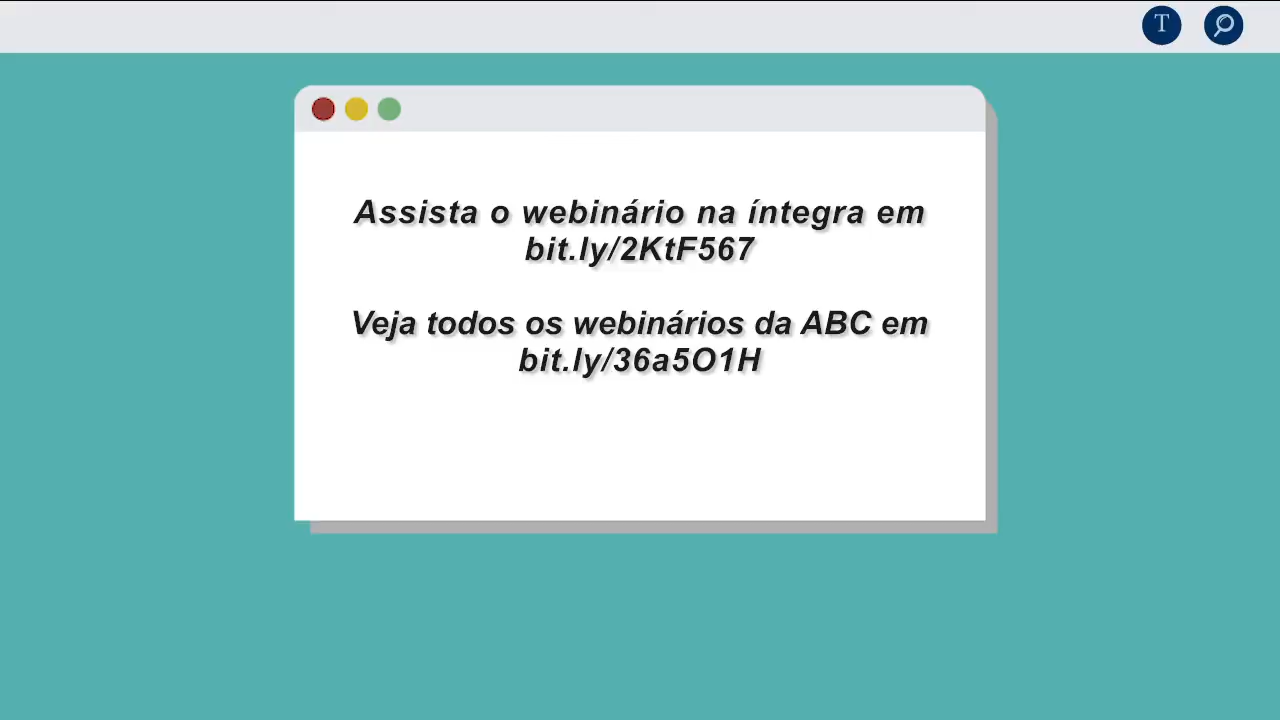 T
Assista o webinário na íntegra em
bit.ly/2KtF567
Veja todos os webinários da ABC em
bit.ly/36a5O1H